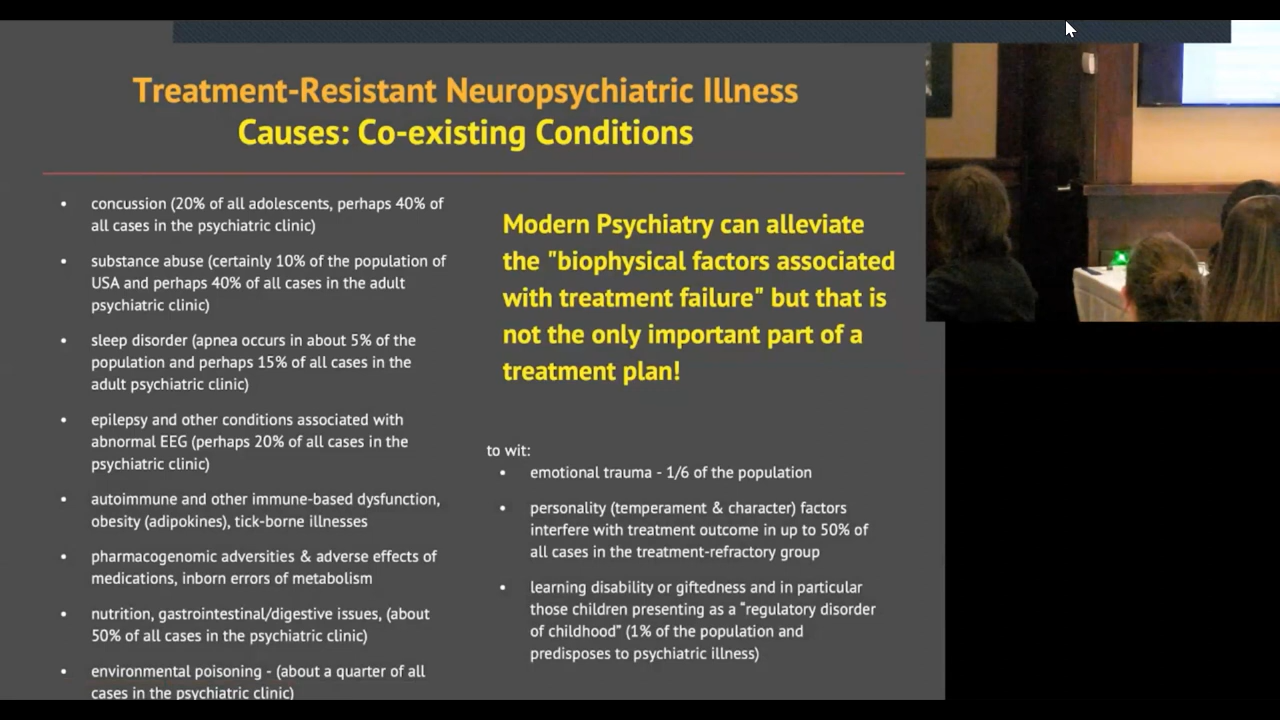 Treatment-Resistant Neuropsychiatric Illness
Causes: Co-existing Conditions
• concussion (20% of all adolescents, perhaps 40% of
all cases in the psychiatric clinic)
• substance abuse (certainly 10% of the population of
USA and perhaps 40% of all cases in the adult
psychiatric clinic)
• sleep disorder (apnea occurs in about 5% of the
population and perhaps 15% of all cases in the
adult psychiatric clinic)
• epilepsy and other conditions associated with
abnormal EEG (perhaps 20% of all cases in the
psychiatric clinic)
• autoimmune and other immune-based dysfunction,
obesity (adipokines), tick-borne illnesses
• pharmacogenomic adversities & adverse effects of
medications, inborn errors of metabolism
• nutrition, gastrointestinal/digestive issues, (about
50% of all cases in the psychiatric clinic)
• environmental poisoning - (about a quarter of all
cases in the psychiatric clinic)
Modern Psychiatry can alleviate
the "biophysical factors associated
with treatment failure" but that is
not the only important part of a
treatment plan!
to wit:
• emotional trauma - 1/6 of the population
• personality (temperament & character) factors
interfere with treatment outcome in up to 50% of
all cases in the treatment-refractory group
• learning disability or giftedness and in particular
those children presenting as a “regulatory disorder
of childhood” (1% of the population and
predisposes to psychiatric illness)